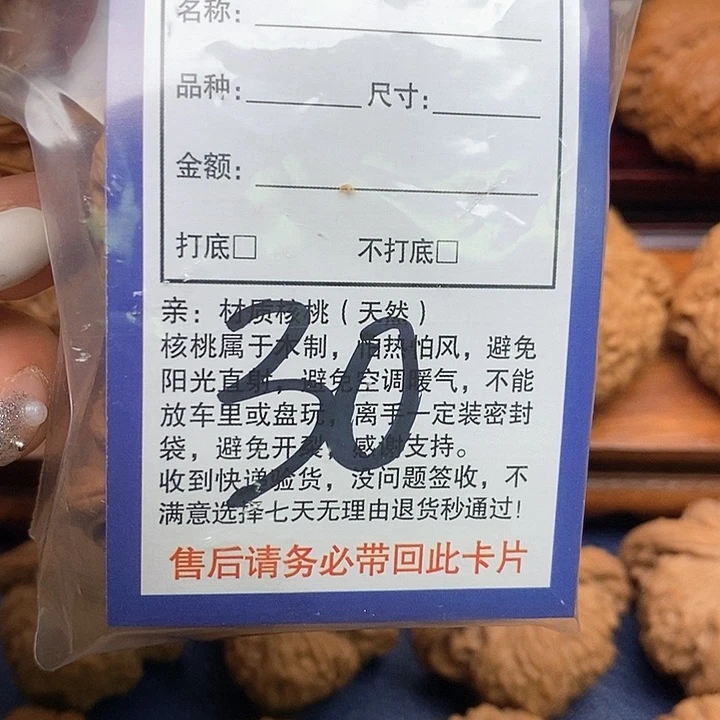 名称:
品种: 尺寸:
金额:
打底□ 不打底□
亲: 材质核桃(天然)
核桃属于木制, 怕热怕风, 避免
阳光直射, 避免空调暖气, 不能
放车里或盘玩, 离手一定装密封
袋, 避免开裂, 感谢支持。
收到快递验货, 没问题签收, 不
满意选择七天无理由退货秒通过!
售后请务必带回此卡片
30